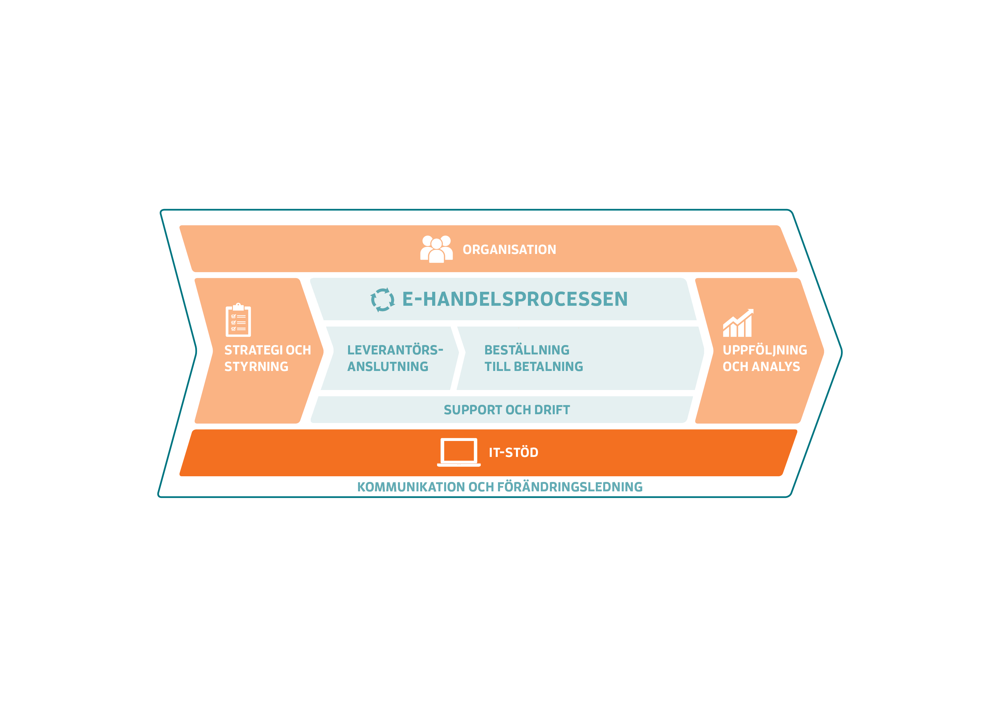 ORGANISATION
E-HANDELSPROCESSEN
STRATEGI OCH
STYRNING
LEVERANTÖRS-
ANSLUTNING
BESTÄLLNING
TILL BETALNING
UPPFÖLJNING
OCH ANALYS
SUPPORT OCH DRIFT
IT-STÖD
KOMMUNIKATION OCH FÖRÄNDRINGSLEDNING